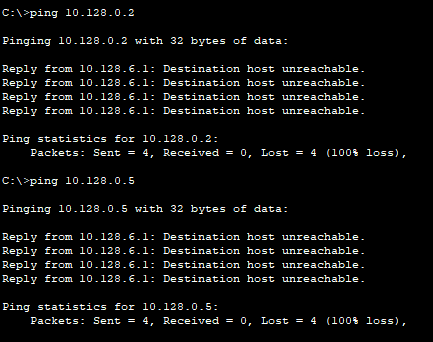 C:\>ping 10.128.0.2
Pinging 10.128.0.2 with 32 bytes of data:
Reply from 10.128.6.1: Destination host unreachable.
Reply from 10.128.6.1: Destination host unreachable.
Reply from 10.128.6.1: Destination host unreachable.
Reply from 10.128.6.1: Destination host unreachable.
Ping statistics for 10.128.0.2:
    Packets: Sent = 4, Received = 0, Lost = 4 (100% loss),
C:\>ping 10.128.0.5
Pinging 10.128.0.5 with 32 bytes of data:
Reply from 10.128.6.1: Destination host unreachable.
Reply from 10.128.6.1: Destination host unreachable.
Reply from 10.128.6.1: Destination host unreachable.
Reply from 10.128.6.1: Destination host unreachable.
Ping statistics for 10.128.0.5:
    Packets: Sent = 4, Received = 0, Lost = 4 (100% loss),